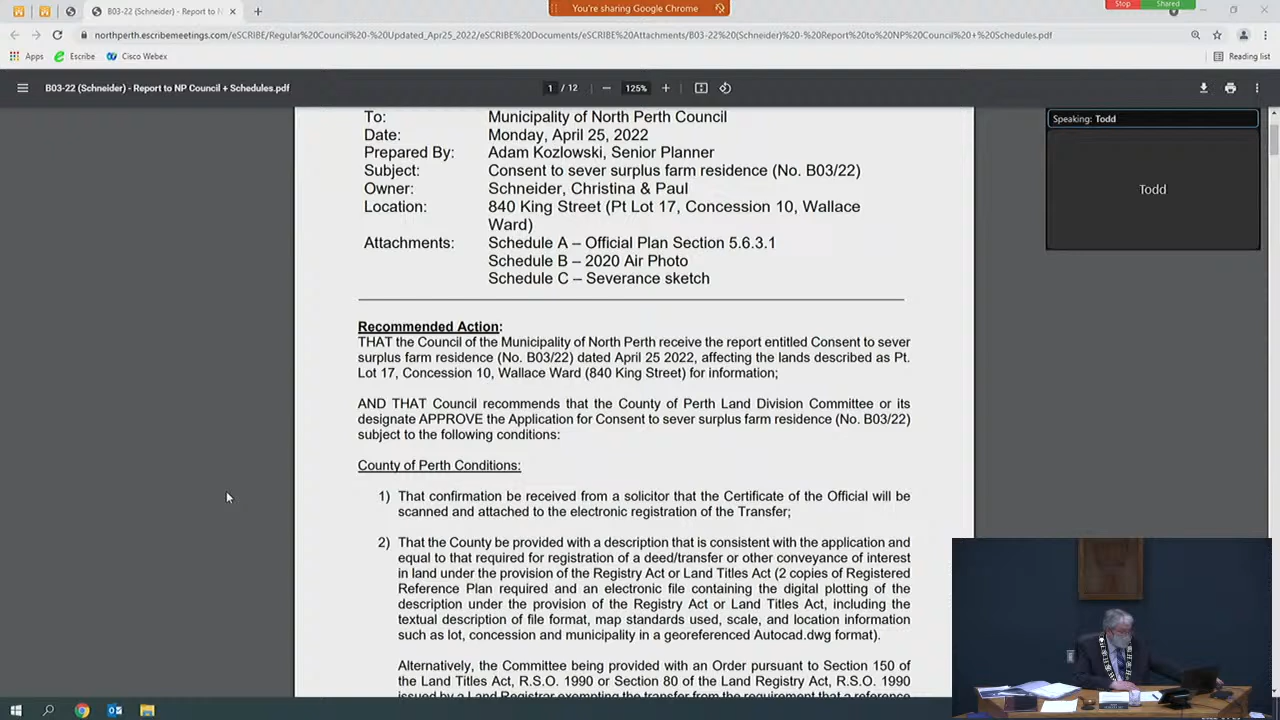 You're sharing Google Chrome
Stop
Shared
B03-22 (Schneider) - Report to N
northperth.escribemeetings.com/eSCRIBE/Regular%20Council%20-%20Updated_Apr25_2022/eSCRIBE%20Documents/eSCRIBE%20Attachments/B03-22%20(Schneider)%20-%20Report%20to%20NP%20Council%20+%20Schedules.pdf
Apps
Escribe
Cisco Webex
Reading list
B03-22 (Schneider) - Report to NP Council + Schedules.pdf
1 / 12
125%
Speaking: Todd
Todd
To: Municipality of North Perth Council
Date: Monday, April 25, 2022
Prepared By: Adam Kozlowski, Senior Planner
Subject: Consent to sever surplus farm residence (No. B03/22)
Owner: Schneider, Christina & Paul
Location: 840 King Street (Pt Lot 17, Concession 10, Wallace
Ward)
Attachments: Schedule A – Official Plan Section 5.6.3.1
Schedule B – 2020 Air Photo
Schedule C – Severance sketch
Recommended Action:
THAT the Council of the Municipality of North Perth receive the report entitled Consent to sever
surplus farm residence (No. B03/22) dated April 25 2022, affecting the lands described as Pt.
Lot 17, Concession 10, Wallace Ward (840 King Street) for information;
AND THAT Council recommends that the County of Perth Land Division Committee or its
designate APPROVE the Application for Consent to sever surplus farm residence (No. B03/22)
subject to the following conditions:
County of Perth Conditions:
1) That confirmation be received from a solicitor that the Certificate of the Official will be
scanned and attached to the electronic registration of the Transfer;
2) That the County be provided with a description that is consistent with the application and
equal to that required for registration of a deed/transfer or other conveyance of interest
in land under the provision of the Registry Act or Land Titles Act (2 copies of Registered
Reference Plan required and an electronic file containing the digital plotting of the
description under the provision of the Registry Act or Land Titles Act, including the
textual description of file format, map standards used, scale, and location information
such as lot, concession and municipality in a georeferenced Autocad.dwg format).
Alternatively, the Committee being provided with an Order pursuant to Section 150 of
the Land Titles Act, R.S.O. 1990 or Section 80 of the Land Registry Act, R.S.O. 1990
issued by a Land Registrar exempting the transfer from the requirement that a reference